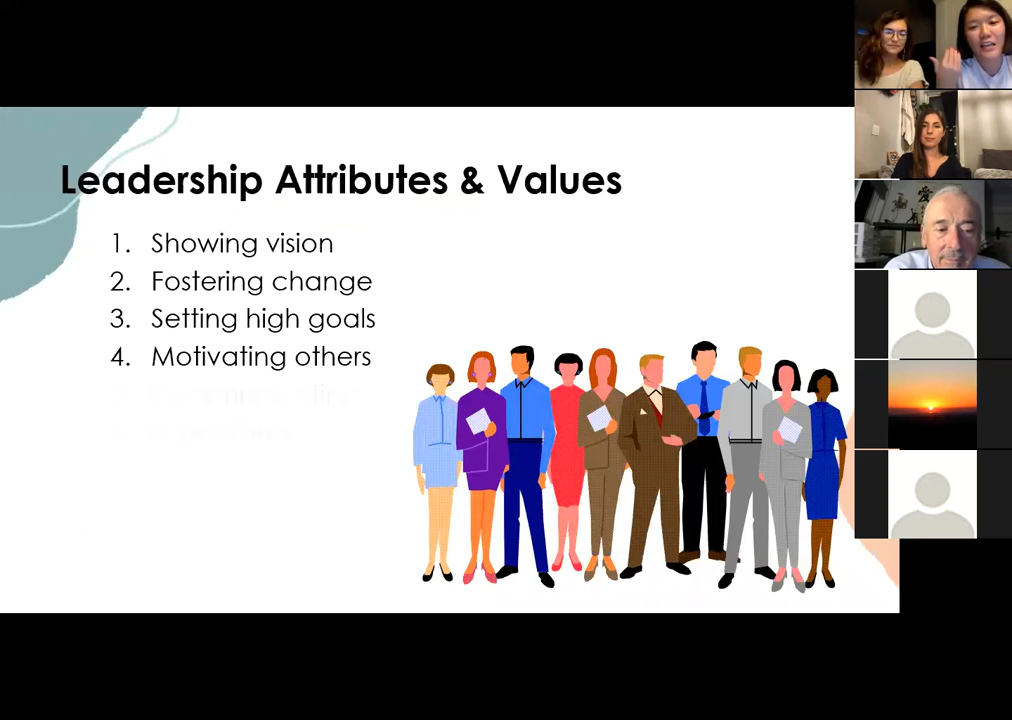 Leadership Attributes & Values
1. Showing vision
2. Fostering change
3. Setting high goals
4. Motivating others